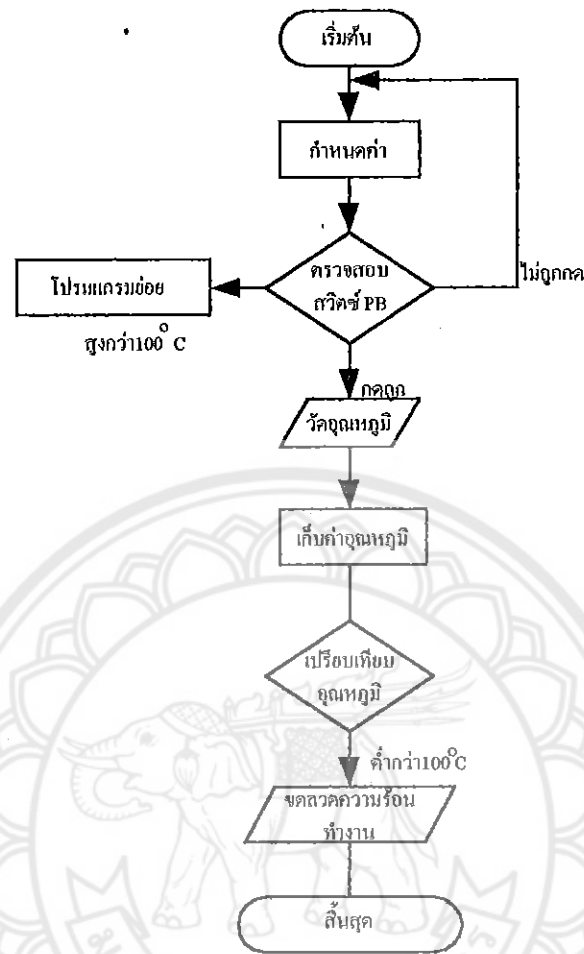 เริ่มต้น
กำหนดค่า
ตรวจสอบ
สวิตซ์ PB
ไม่ถูกกด
โปรมแกรมย่อย
สูงกว่า100°C
กดถูก
วัดอุณหภูมิ
เก็บค่าอุณหภูมิ
เปรียบเทียบ
อุณหภูมิ
ต่ำกว่า100°C
ขดลวดความร้อน
ทำงาน
สิ้นสุด